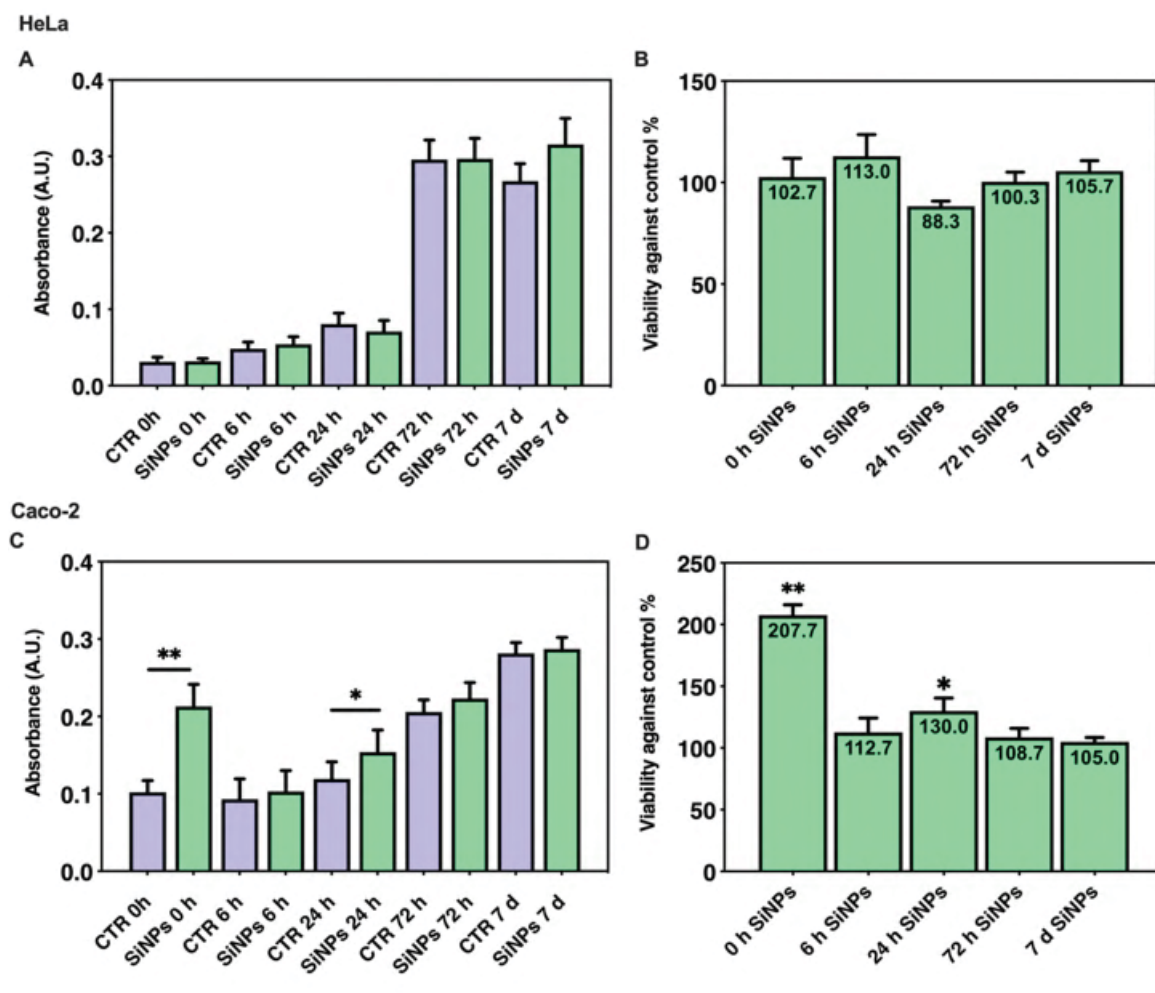 HeLa
A
Absorbance (A.U.)
0.4
0.3
0.2
0.1
0.0
CTR 0h
SiNPs 0 h
CTR 6 h
SiNPs 6 h
CTR 24 h
SiNPs 24 h
CTR 72 h
SiNPs 72 h
CTR 7 d
SiNPs 7 d
B
Viability against control %
150
100
50
0
102.7
113.0
88.3
100.3
105.7
0 h SiNPs
6 h SiNPs
24 h SiNPs
72 h SiNPs
7 d SiNPs
Caco-2
C
Absorbance (A.U.)
0.4
0.3
0.2
0.1
0.0
**
*
CTR 0h
SiNPs 0 h
CTR 6 h
SiNPs 6 h
CTR 24 h
SiNPs 24 h
CTR 72 h
SiNPs 72 h
CTR 7 d
SiNPs 7 d
D
Viability against control %
250
200
150
100
50
0
**
207.7
112.7
*
130.0
108.7
105.0
0 h SiNPs
6 h SiNPs
24 h SiNPs
72 h SiNPs
7 d SiNPs